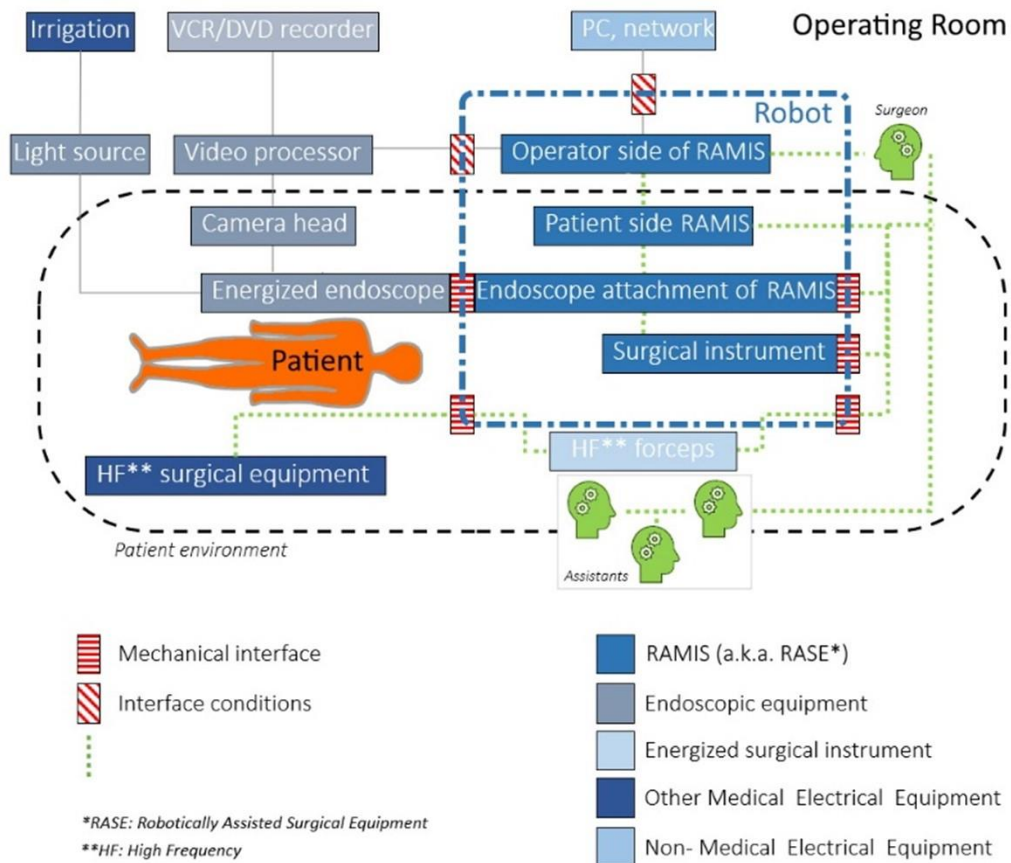 Irrigation
VCR/DVD recorder
PC, network
Operating Room
Robot
Surgeon
Light source
Video processor
Operator side of RAMIS
Camera head
Patient side RAMIS
Energized endoscope
Endoscope attachment of RAMIS
Surgical instrument
Patient
HF** forceps
HF** surgical equipment
Patient environment
Assistants
Mechanical interface
Interface conditions
*RASE: Robotically Assisted Surgical Equipment
**HF: High Frequency
RAMIS (a.k.a. RASE*)
Endoscopic equipment
Energized surgical instrument
Other Medical Electrical Equipment
Non- Medical Electrical Equipment